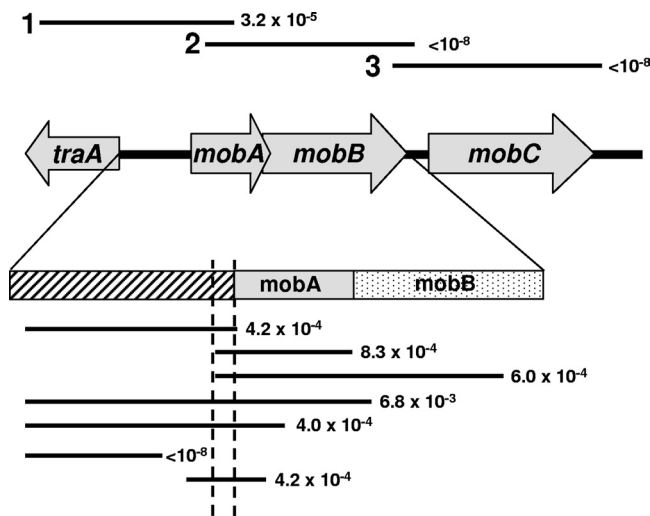 1 3.2 x 10⁻⁵
2 <10⁻⁸
3 <10⁻⁸
traA mobA mobB mobC
mobA mobB
4.2 x 10⁻⁴
8.3 x 10⁻⁴
6.0 x 10⁻⁴
6.8 x 10⁻³
4.0 x 10⁻⁴
<10⁻⁸
4.2 x 10⁻⁴